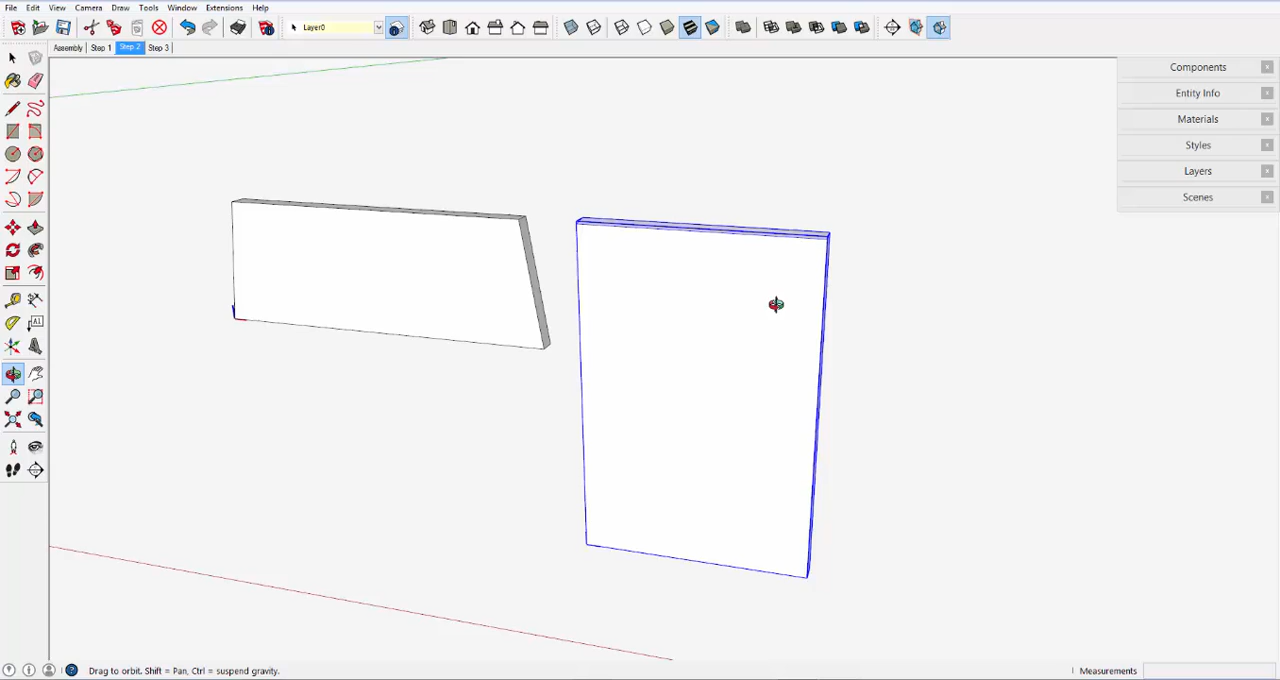 File Edit View Camera Draw Tools Window Extensions Help
Layer0
Assembly Step 1 Step 2 Step 3
Components
Entity Info
Materials
Styles
Layers
Scenes
A1
Drag to orbit. Shift = Pan, Ctrl = suspend gravity.
Measurements